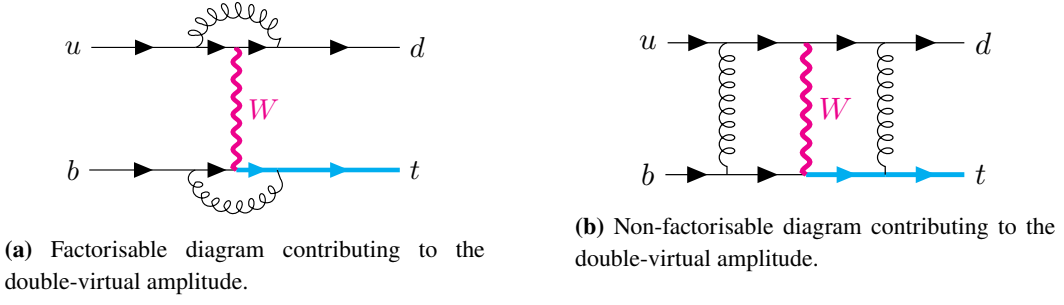 u d
W
b t
(a) Factorisable diagram contributing to the
double-virtual amplitude.
u d
W
b t
(b) Non-factorisable diagram contributing to the
double-virtual amplitude.